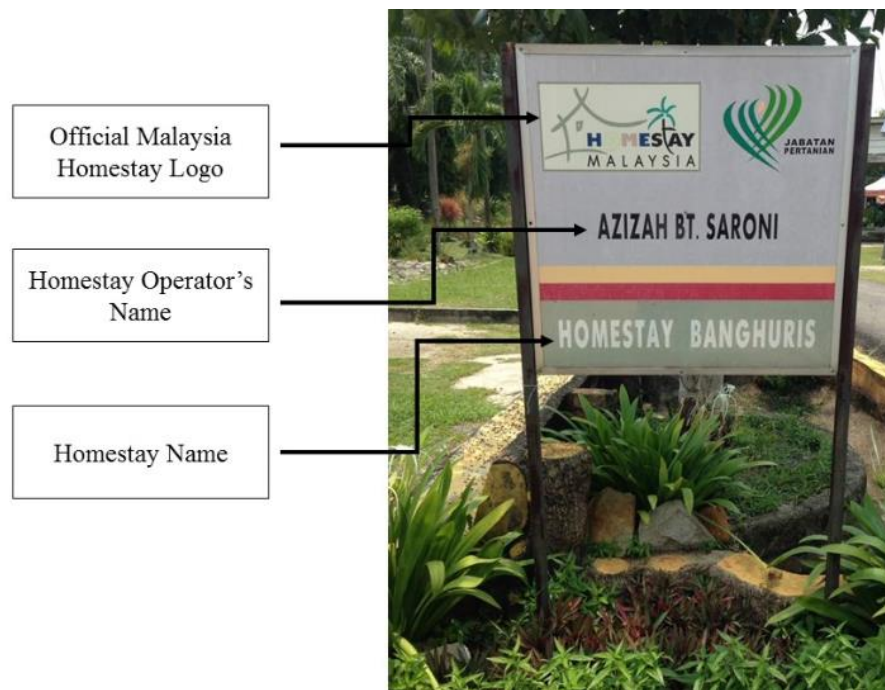 Official Malaysia
Homestay Logo
Homestay Operator's
Name
Homestay Name
HOMESTAY
MALAYSIA
JABATAN
PERTANIAN
AZIZAH BT. SARONI
HOMESTAY BANGHURIS